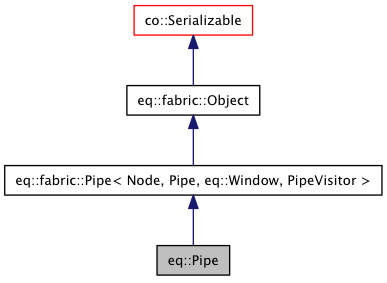 co::Serializable
eq::fabric::Object
eq::fabric::Pipe< Node, Pipe, eq::Window, PipeVisitor >
eq::Pipe